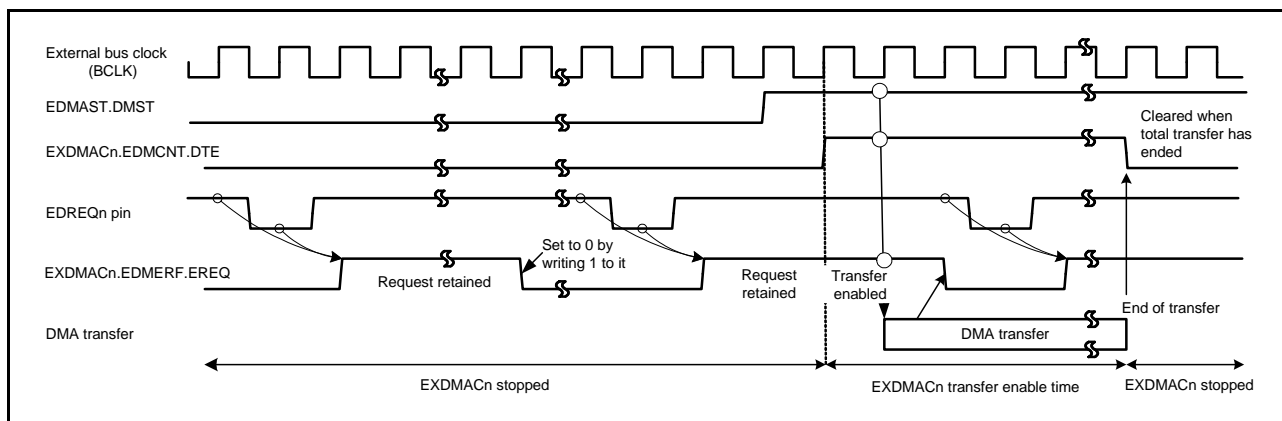 External bus clock
(BCLK)
EDMAST.DMST
Cleared when
total transfer has
ended
EXDMACn.EDMCNT.DTE
EDREQn pin
Set to 0 by
writing 1 to it
EXDMACn.EDMERF.EREQ
Request retained
Request
retained
Transfer
enabled
End of transfer
DMA transfer
DMA transfer
EXDMACn stopped
EXDMACn transfer enable time
EXDMACn stopped